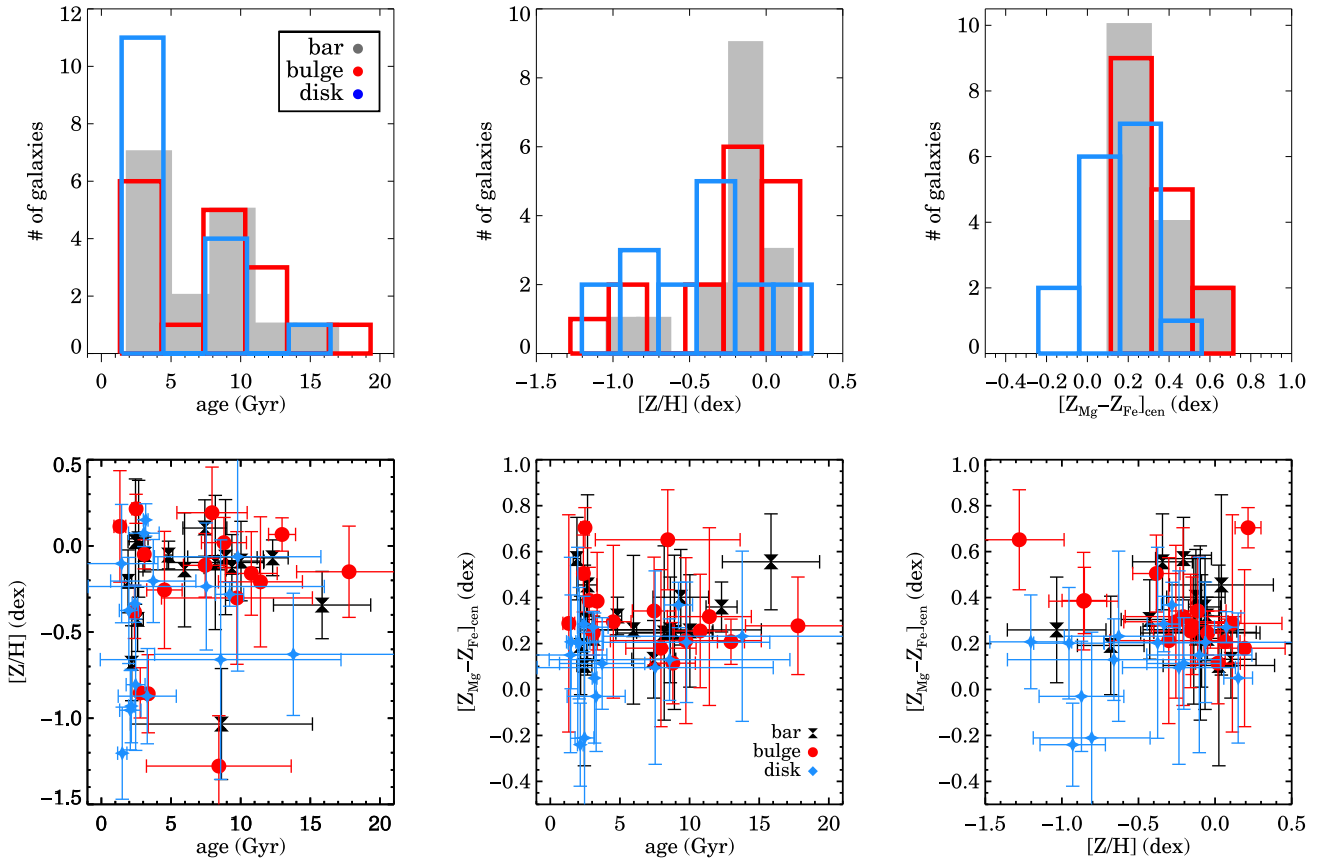 12
10
8
6
4
2
0
# of galaxies
bar
bulge
disk
0 5 10 15 20
age (Gyr)
10
8
6
4
2
0
# of galaxies
−1.5 −1.0 −0.5 0.0 0.5
[Z/H] (dex)
10
8
6
4
2
0
# of galaxies
−0.4 −0.2 0.0 0.2 0.4 0.6 0.8 1.0
[Z_Mg−Z_Fe]_cen (dex)
0.5
0.0
−0.5
−1.0
−1.5
[Z/H] (dex)
0 5 10 15 20
age (Gyr)
1.0
0.8
0.6
0.4
0.2
0.0
−0.2
−0.4
[Z_Mg−Z_Fe]_cen (dex)
bar
bulge
disk
0 5 10 15 20
age (Gyr)
1.0
0.8
0.6
0.4
0.2
0.0
−0.2
−0.4
[Z_Mg−Z_Fe]_cen (dex)
−1.5 −1.0 −0.5 0.0 0.5
[Z/H] (dex)